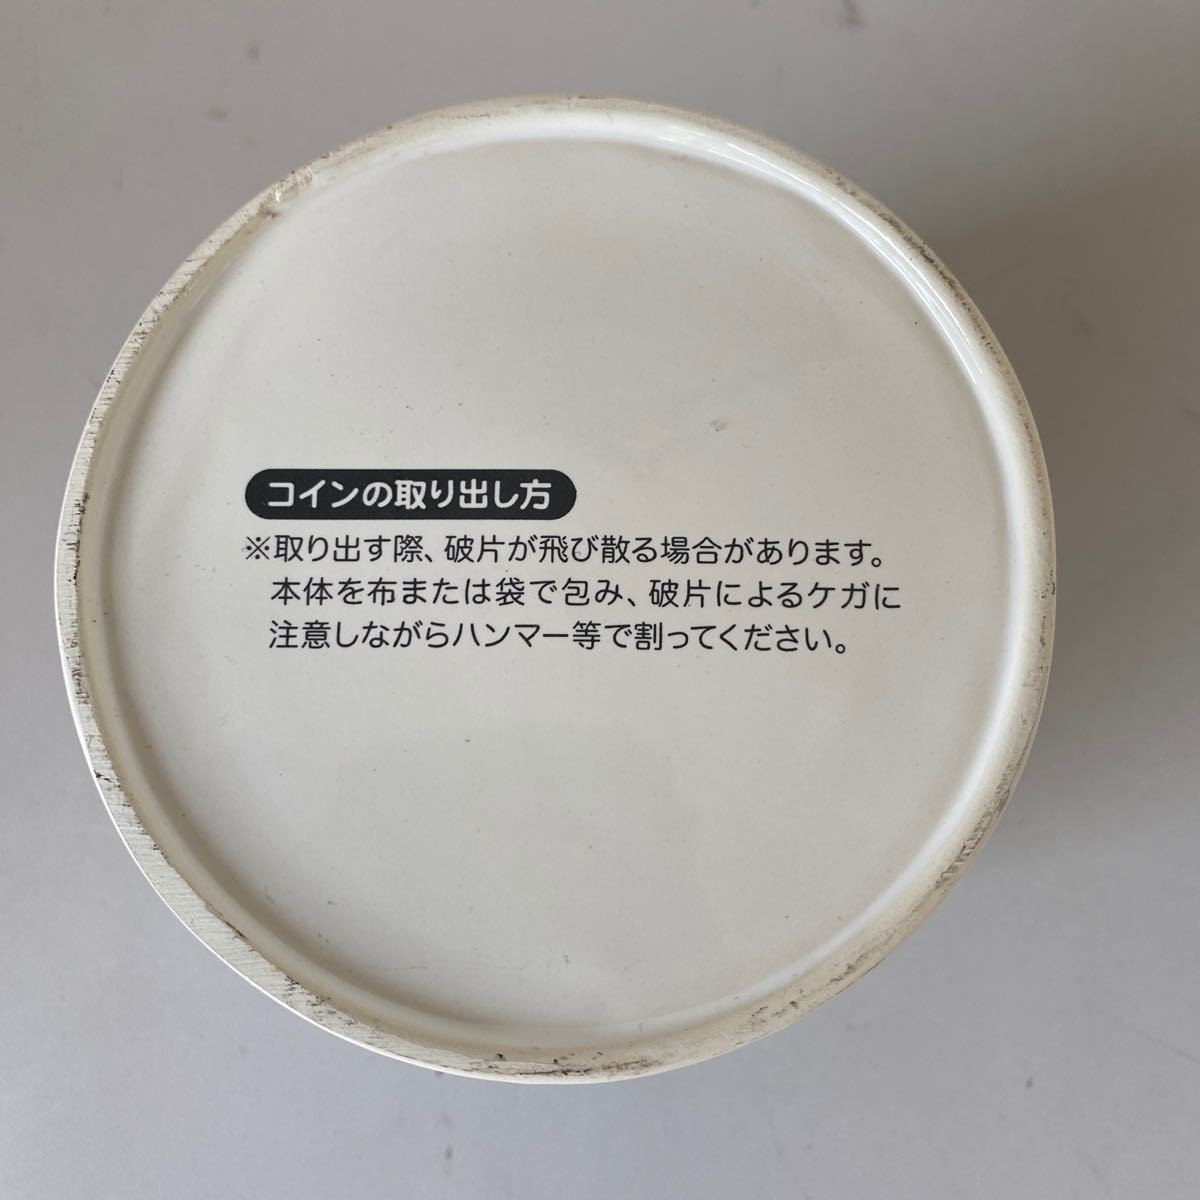 コインの取り出し方
※取り出す際、破片が飛び散る場合があります。
本体を布または袋で包み、破片によるケガに
注意しながらハンマー等で割ってください。